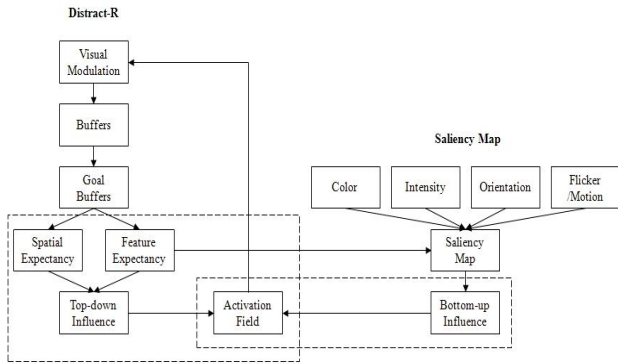 Distract-R
Visual
Modulation
Buffers
Goal
Buffers
Spatial
Expectancy
Feature
Expectancy
Top-down
Influence
Activation
Field
Saliency Map
Color
Intensity
Orientation
Flicker
/Motion
Saliency
Map
Bottom-up
Influence